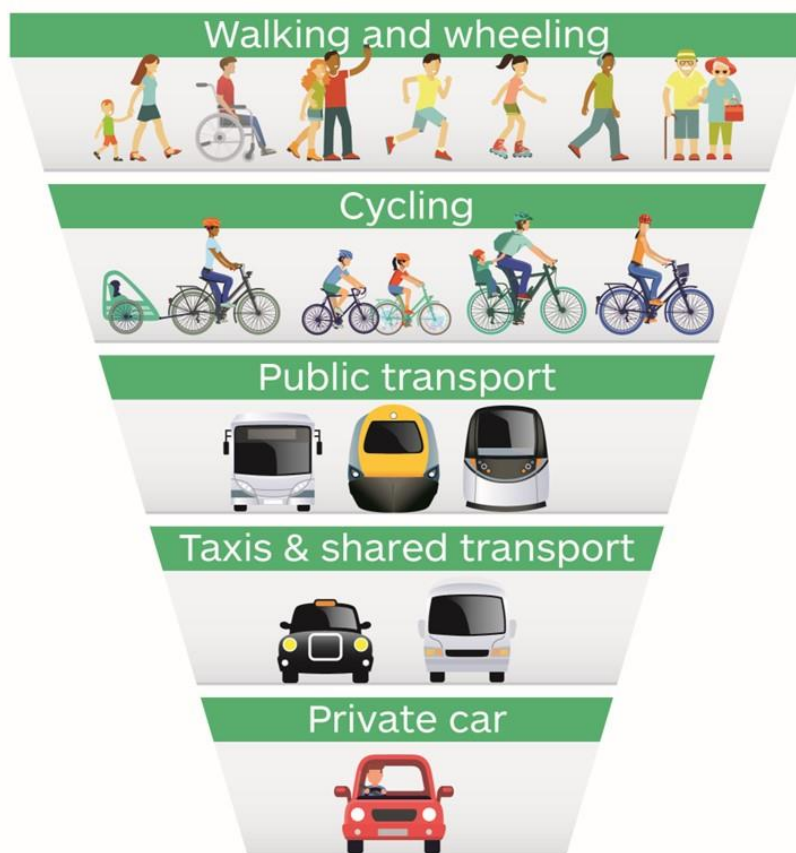 Walking and wheeling
Cycling
Public transport
Taxis & shared transport
Private car